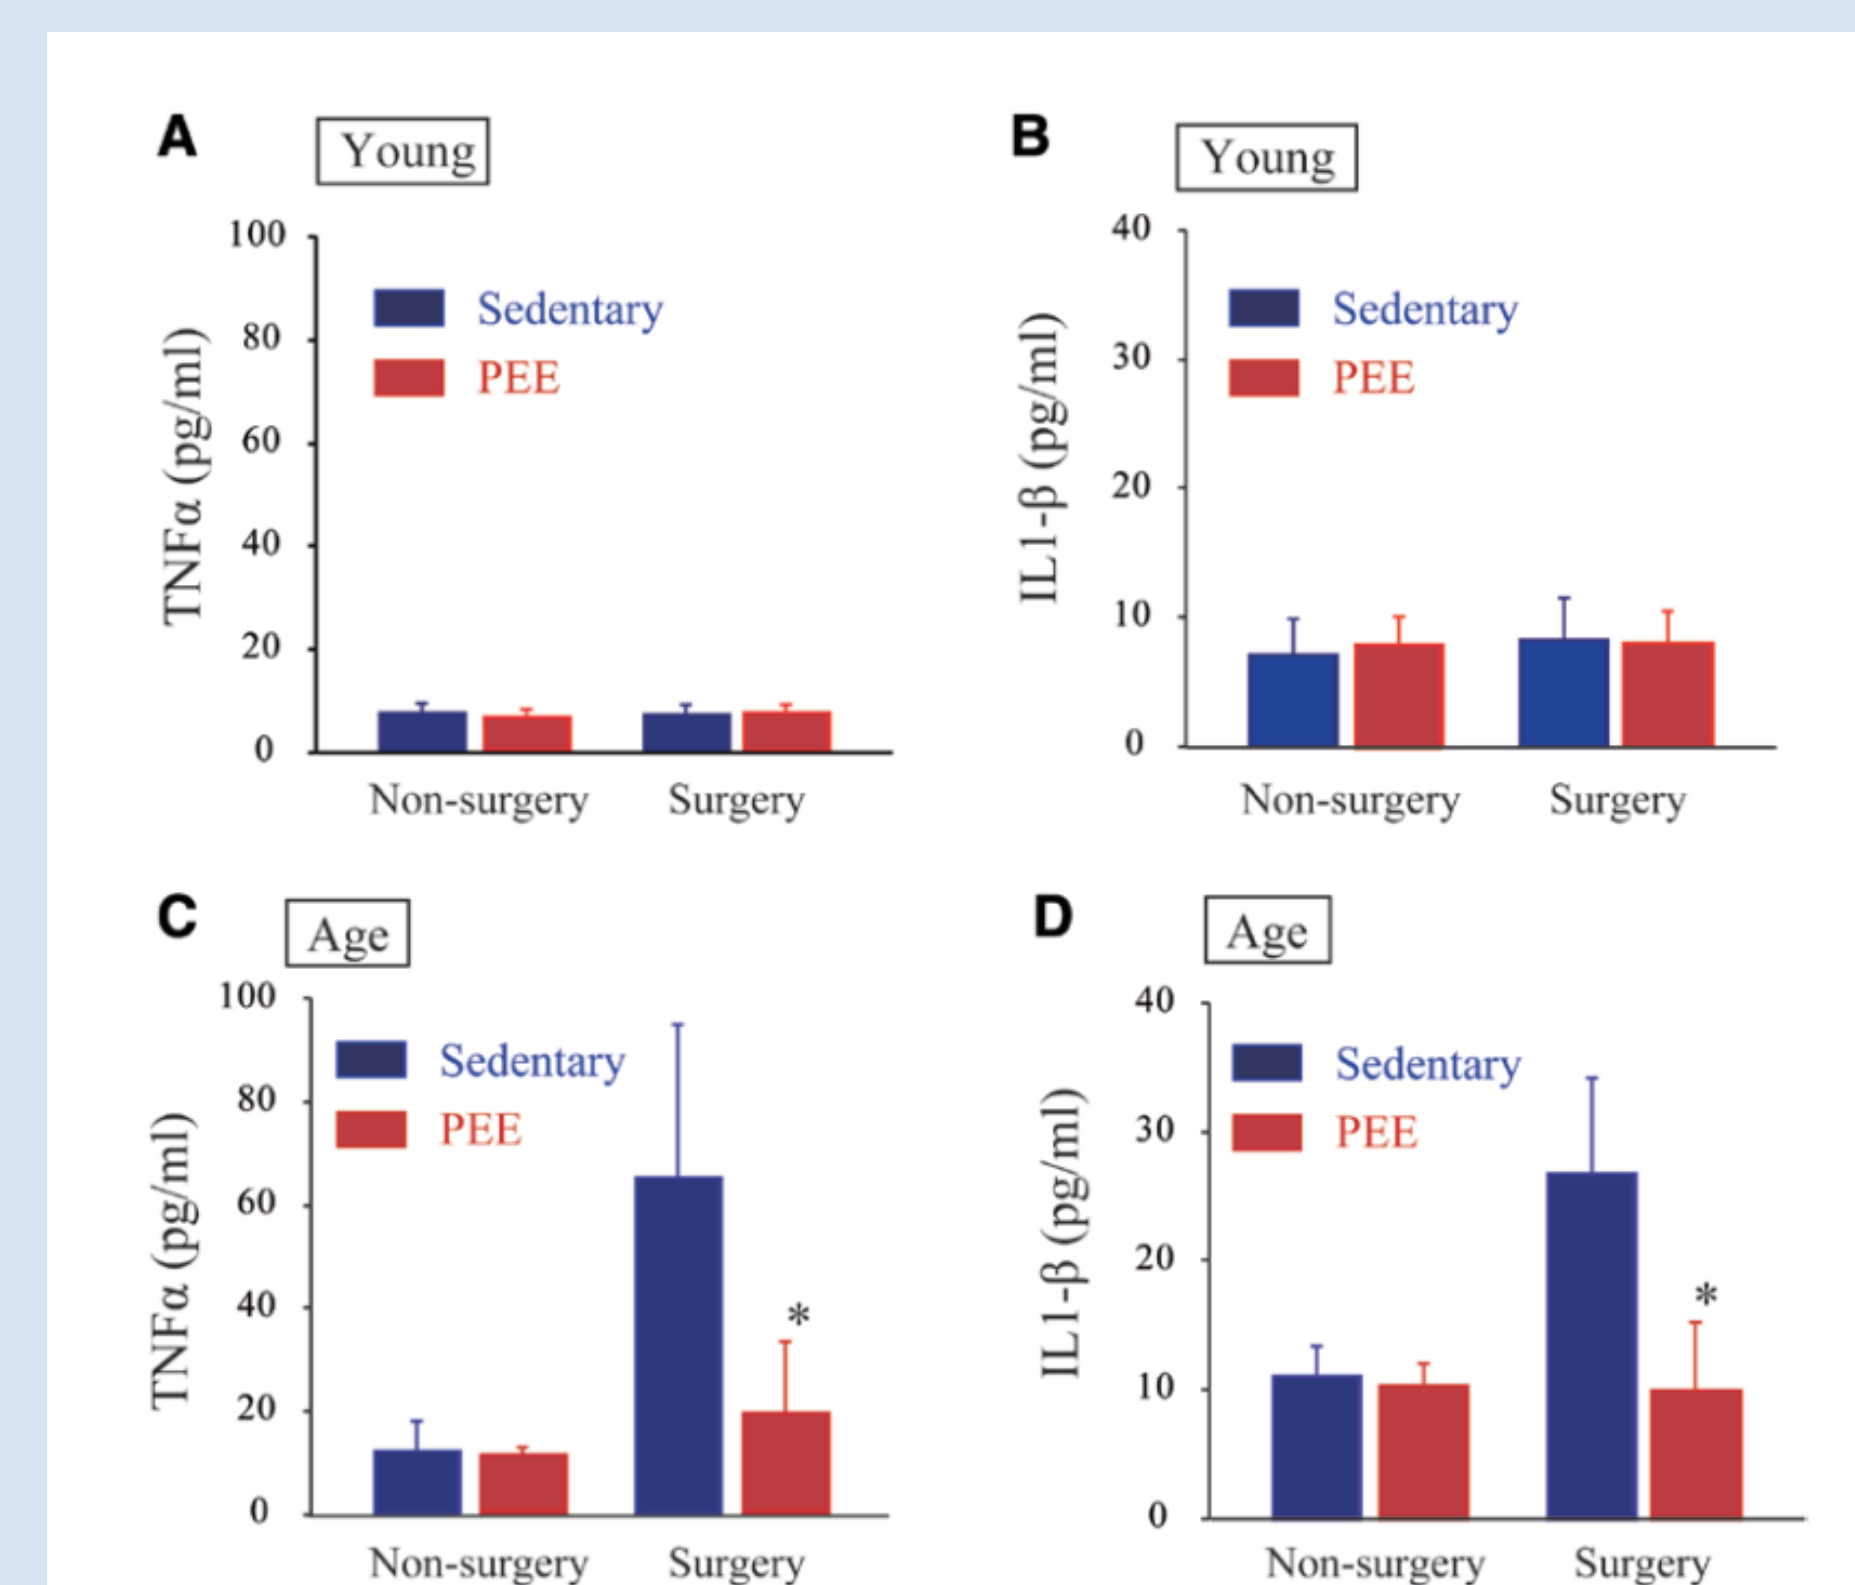 A
Young
100
80
60
40
20
0
TNFα (pg/ml)
Sedentary
PEE
Non-surgery
Surgery
B
Young
40
30
20
10
0
IL1-β (pg/ml)
Sedentary
PEE
Non-surgery
Surgery
C
Age
100
80
60
40
20
0
TNFα (pg/ml)
Sedentary
PEE
*
Non-surgery
Surgery
D
Age
40
30
20
10
0
IL1-β (pg/ml)
Sedentary
PEE
*
Non-surgery
Surgery